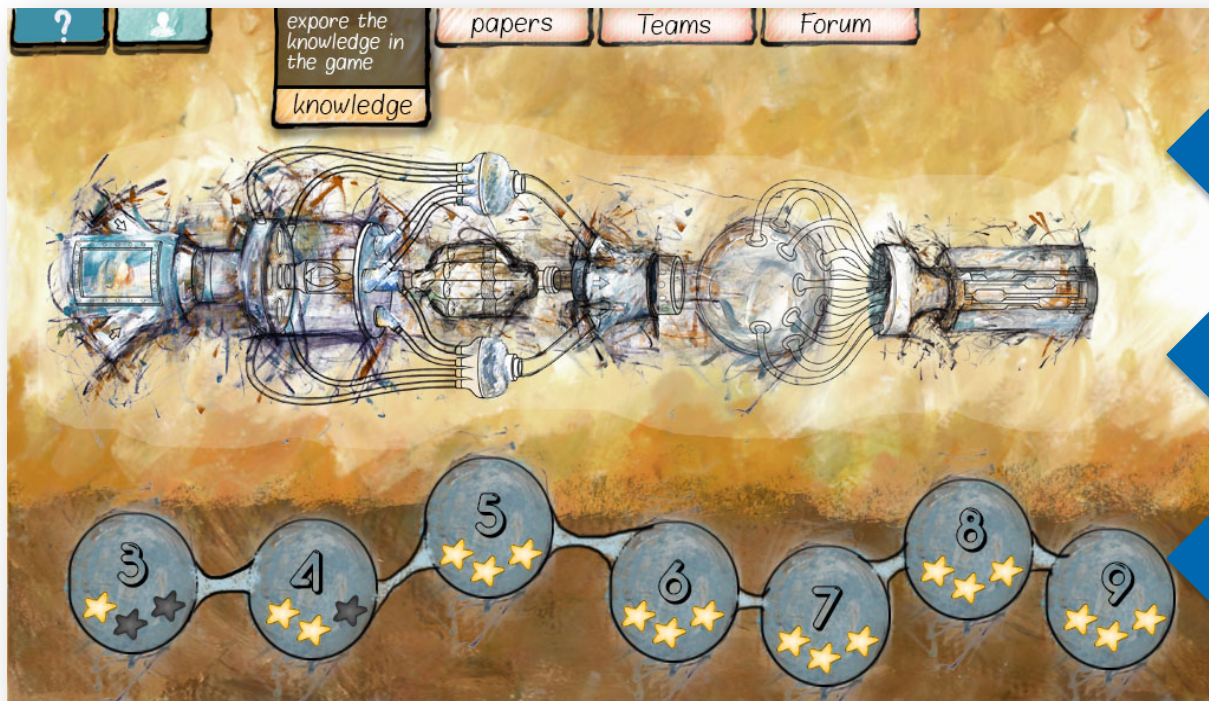 ?
expore the
knowledge in
the game
knowledge
papers
Teams
Forum
3
4
5
6
7
8
9